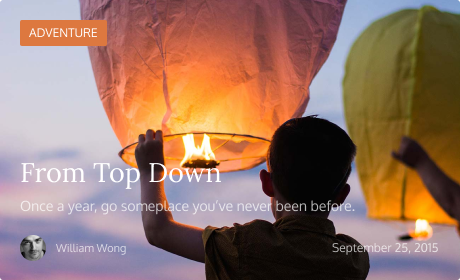 ADVENTURE
From Top Down
Once a year, go someplace you've never been before.
William Wong
September 25, 2015